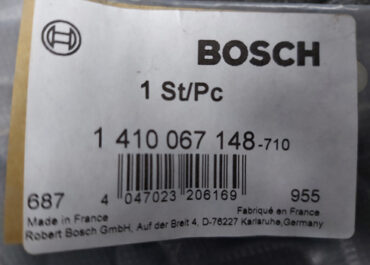 BOSCH
1 St/Pc
1 410 067 148-710
687 4 047023 206169 955
Made in France Fabriqué en France
Robert Bosch GmbH, Auf der Breit 4, D-76227 Karlsruhe, Germany